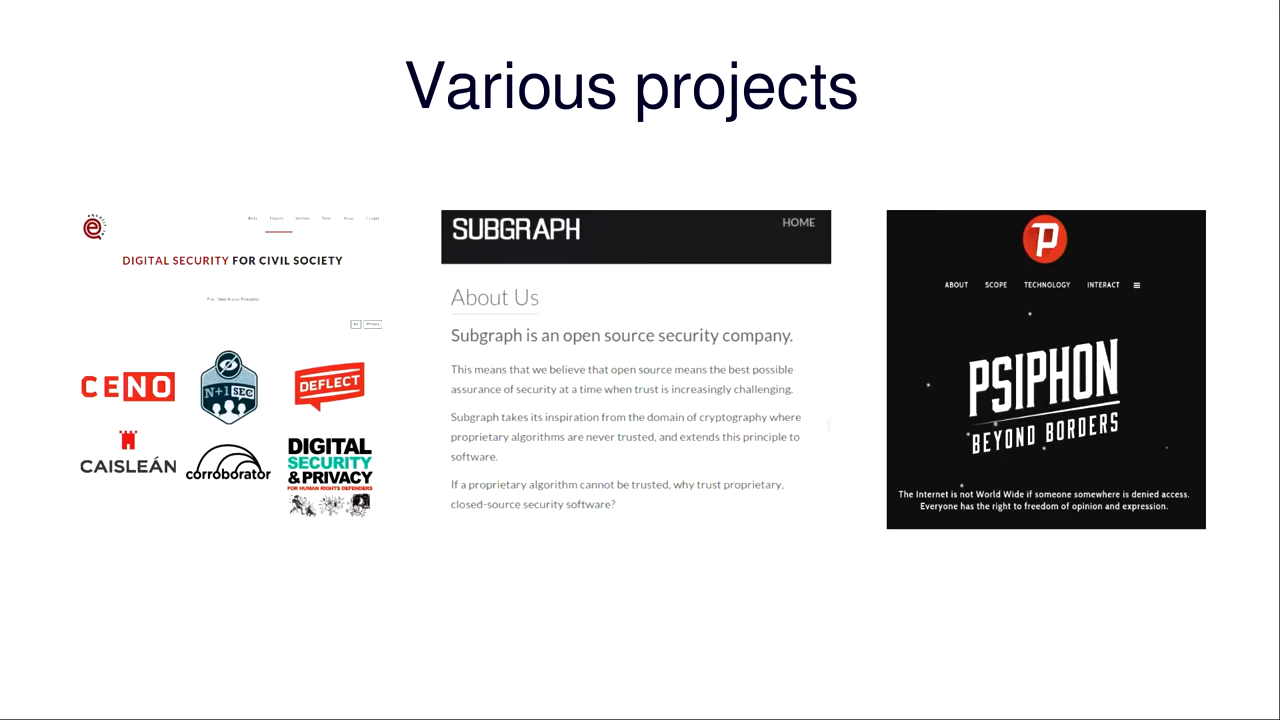 Various projects
DIGITAL SECURITY FOR CIVIL SOCIETY
CENO
N+1 SEC
DEFLECT
CAISLEÁN
corroborator
DIGITAL
SECURITY
& PRIVACY
FOR HUMAN RIGHTS DEFENDERS
SUBGRAPH
HOME
About Us
Subgraph is an open source security company.
This means that we believe that open source means the best possible
assurance of security at a time when trust is increasingly challenging.
Subgraph takes its inspiration from the domain of cryptography where
proprietary algorithms are never trusted, and extends this principle to
software.
If a proprietary algorithm cannot be trusted, why trust proprietary,
closed-source security software?
ABOUT SCOPE TECHNOLOGY INTERACT
PSIPHON
BEYOND BORDERS
The Internet is not World Wide if someone somewhere is denied access.
Everyone has the right to freedom of opinion and expression.